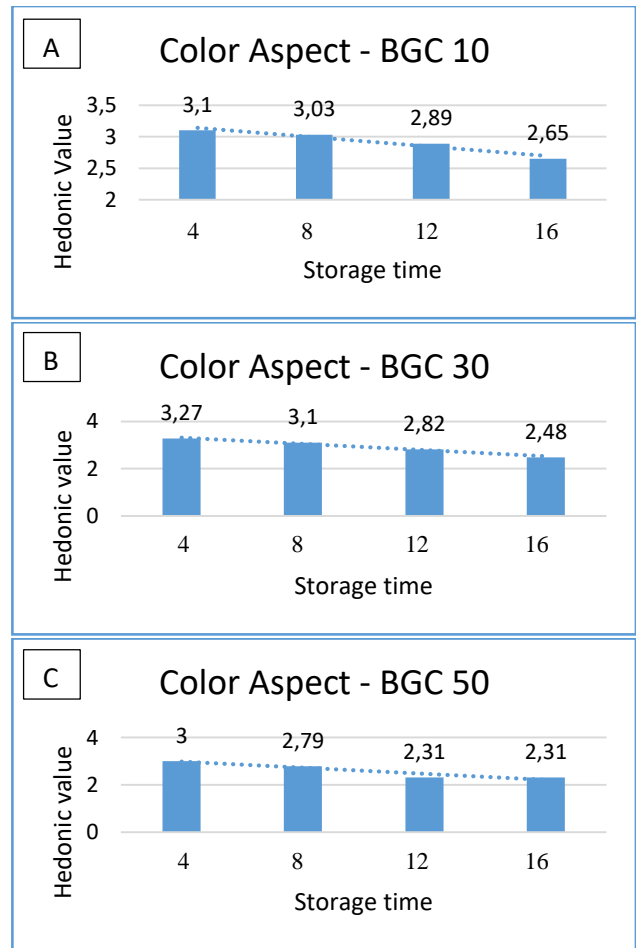 A
Color Aspect - BGC 10
Hedonic Value
3,5
3
2,5
2
3,1
3,03
2,89
2,65
4 8 12 16
Storage time
B
Color Aspect - BGC 30
Hedonic value
4
2
0
3,27
3,1
2,82
2,48
4 8 12 16
Storage time
C
Color Aspect - BGC 50
Hedonic value
4
2
0
3
2,79
2,31
2,31
4 8 12 16
Storage time